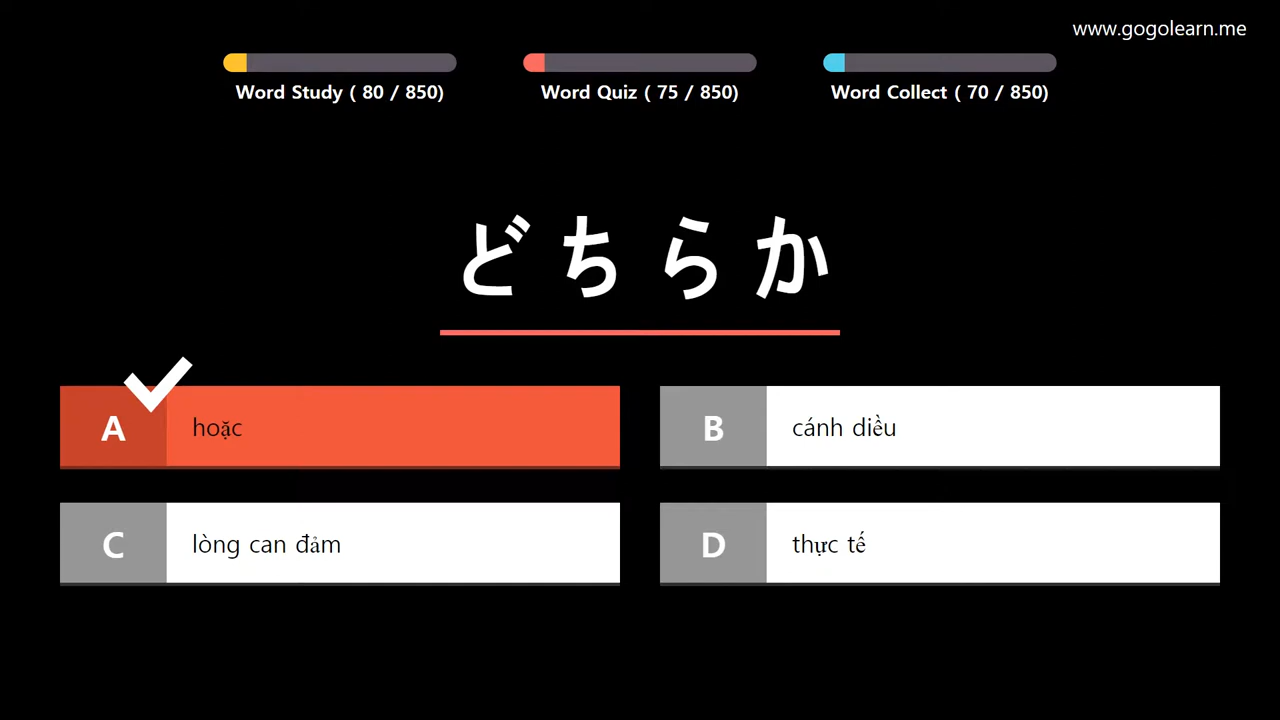 www.gogolearn.me
Word Study ( 80 / 850)
Word Quiz ( 75 / 850)
Word Collect ( 70 / 850)
どちらか
A hoặc
B cánh diều
C lòng can đảm
D thực tế